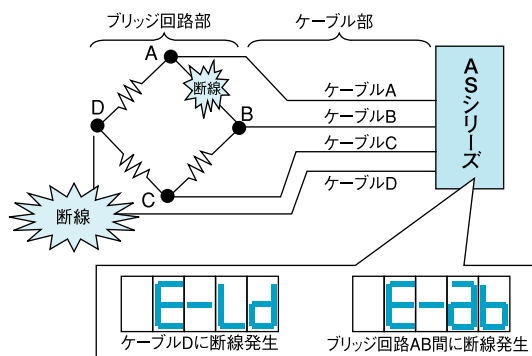 ブリッジ回路部
ケーブル部
A
断線
D
B
C
ケーブルA
ケーブルB
ケーブルC
ケーブルD
ASシリーズ
断線
E-Ld
E-ab
ケーブルDに断線発生
ブリッジ回路AB間に断線発生